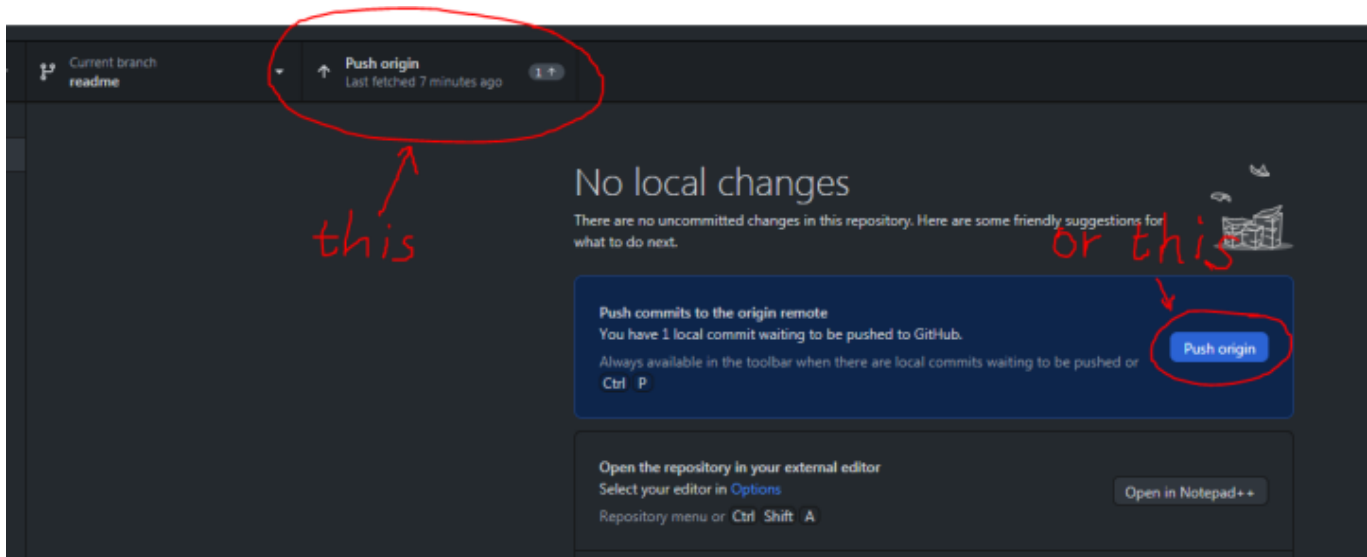 Current branch
readme
Push origin
Last fetched 7 minutes ago
1
this
No local changes
There are no uncommitted changes in this repository. Here are some friendly suggestions for
what to do next.
or this
Push commits to the origin remote
You have 1 local commit waiting to be pushed to GitHub.
Always available in the toolbar when there are local commits waiting to be pushed or
Ctrl P
Push origin
Open the repository in your external editor
Select your editor in Options
Repository menu or Ctrl Shift A
Open in Notepad++